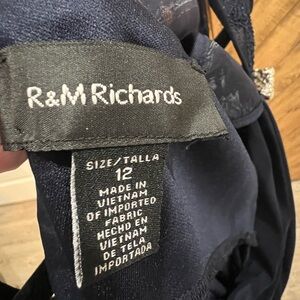 R&M Richards
SIZE/TALLA
12
MADE IN
VIETNAM
OF IMPORTED
FABRIC
HECHO EN
VIETNAM
DE TELA
IMPORTADA